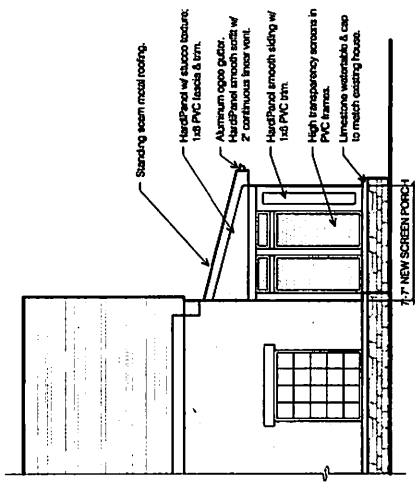 Standing seam metal roofing.
HardiPanel w/ stucco texture;
1x8 PVC fascia & trim.
Aluminum ogee gutter.
HardiPanel smooth soffit w/
2" continuous linear vent.
HardiPanel smooth siding w/
1x6 PVC trim.
High transparency screens in
PVC frames.
Limestone watertable & cap
to match existing house.
7'-7" NEW SCREEN PORCH